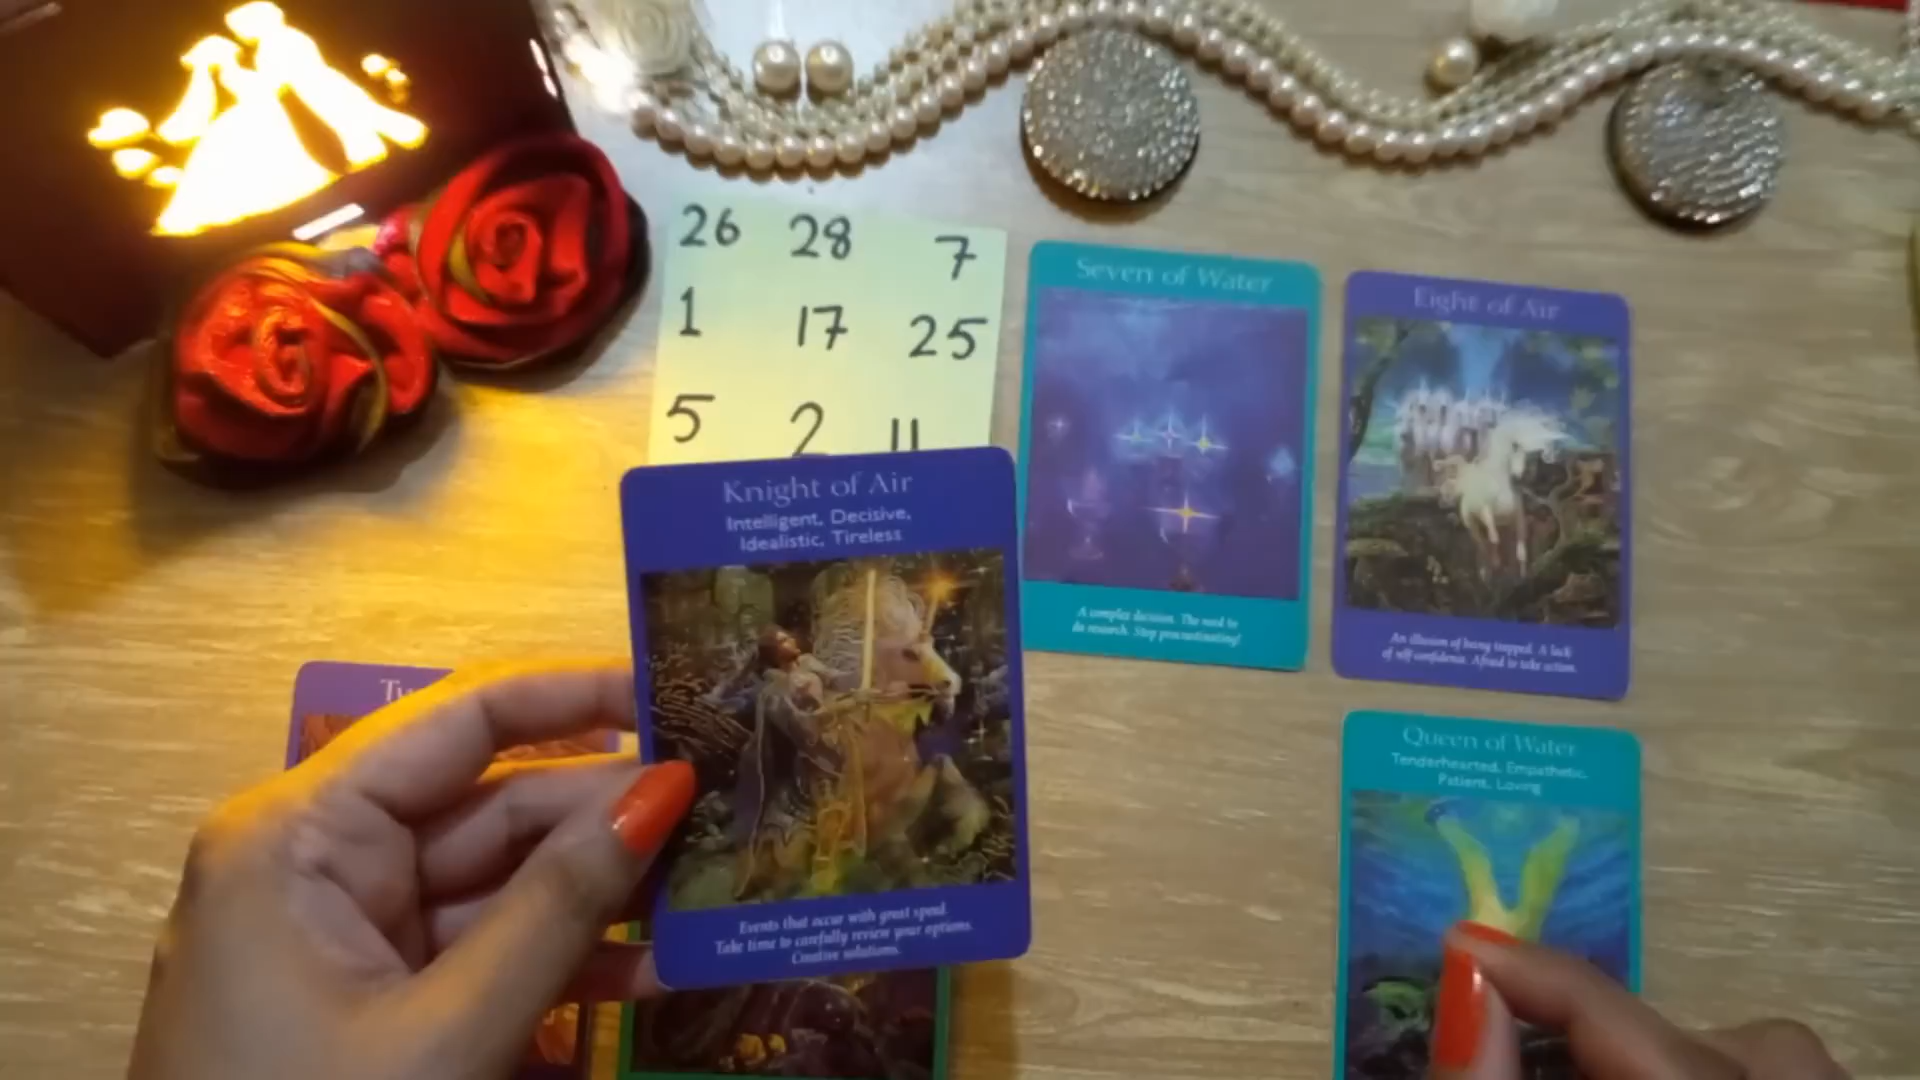 26 28 7
1 17 25
5 2 11
Seven of Water
A complex decision. The need to
do research. Stop procrastinating!
Eight of Air
An illusion of being trapped. A lack
of self-confidence. Afraid to take action.
Knight of Air
Intelligent, Decisive,
Idealistic, Tireless
Events that occur with great speed.
Take time to carefully review your options.
Creative solutions.
Queen of Water
Tenderhearted, Empathetic,
Patient, Loving